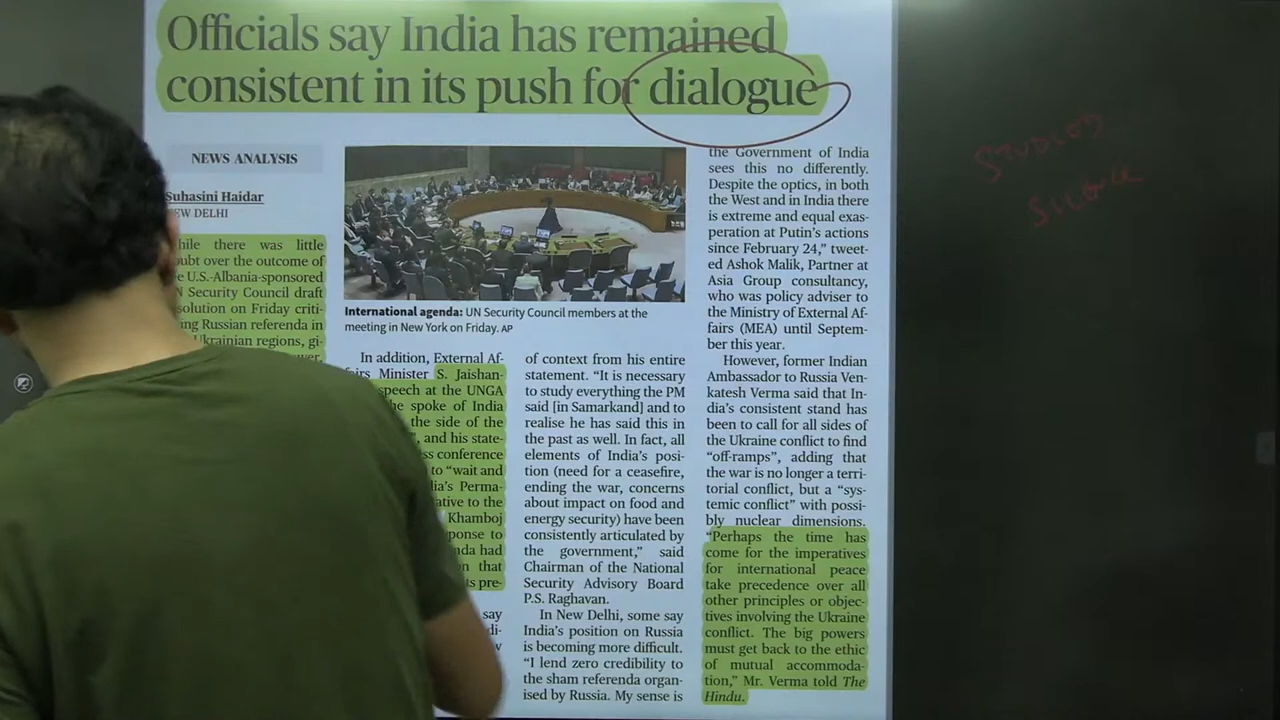 Officials say India has remained
consistent in its push for dialogue
NEWS ANALYSIS
Suhasini Haidar
NEW DELHI
hile there was little
ubt over the outcome of
e U.S.-Albania-sponsored
N Security Council draft
solution on Friday criti-
ing Russian referenda in
Ukrainian regions, gi-
International agenda: UN Security Council members at the
meeting in New York on Friday. AP
In addition, External Af-
fairs Minister S. Jaishan-
speech at the UNGA
he spoke of India
the side of the
", and his state-
ss conference
to “wait and
lia’s Perma-
ative to the
Khamboj
ponse to
nda had
n that
ts pre-
say
di-
of context from his entire
statement. “It is necessary
to study everything the PM
said [in Samarkand] and to
realise he has said this in
the past as well. In fact, all
elements of India’s posi-
tion (need for a ceasefire,
ending the war, concerns
about impact on food and
energy security) have been
consistently articulated by
the government,” said
Chairman of the National
Security Advisory Board
P.S. Raghavan.
In New Delhi, some say
India’s position on Russia
is becoming more difficult.
“I lend zero credibility to
the sham referenda organ-
ised by Russia. My sense is
the Government of India
sees this no differently.
Despite the optics, in both
the West and in India there
is extreme and equal exas-
peration at Putin’s actions
since February 24,” tweet-
ed Ashok Malik, Partner at
Asia Group consultancy,
who was policy adviser to
the Ministry of External Af-
fairs (MEA) until Septem-
ber this year.
However, former Indian
Ambassador to Russia Ven-
katesh Verma said that In-
dia’s consistent stand has
been to call for all sides of
the Ukraine conflict to find
“off-ramps”, adding that
the war is no longer a terri-
torial conflict, but a “sys-
temic conflict” with possi-
bly nuclear dimensions.
“Perhaps the time has
come for the imperatives
for international peace
take precedence over all
other principles or objec-
tives involving the Ukraine
conflict. The big powers
must get back to the ethic
of mutual accommoda-
tion,” Mr. Verma told The
Hindu.